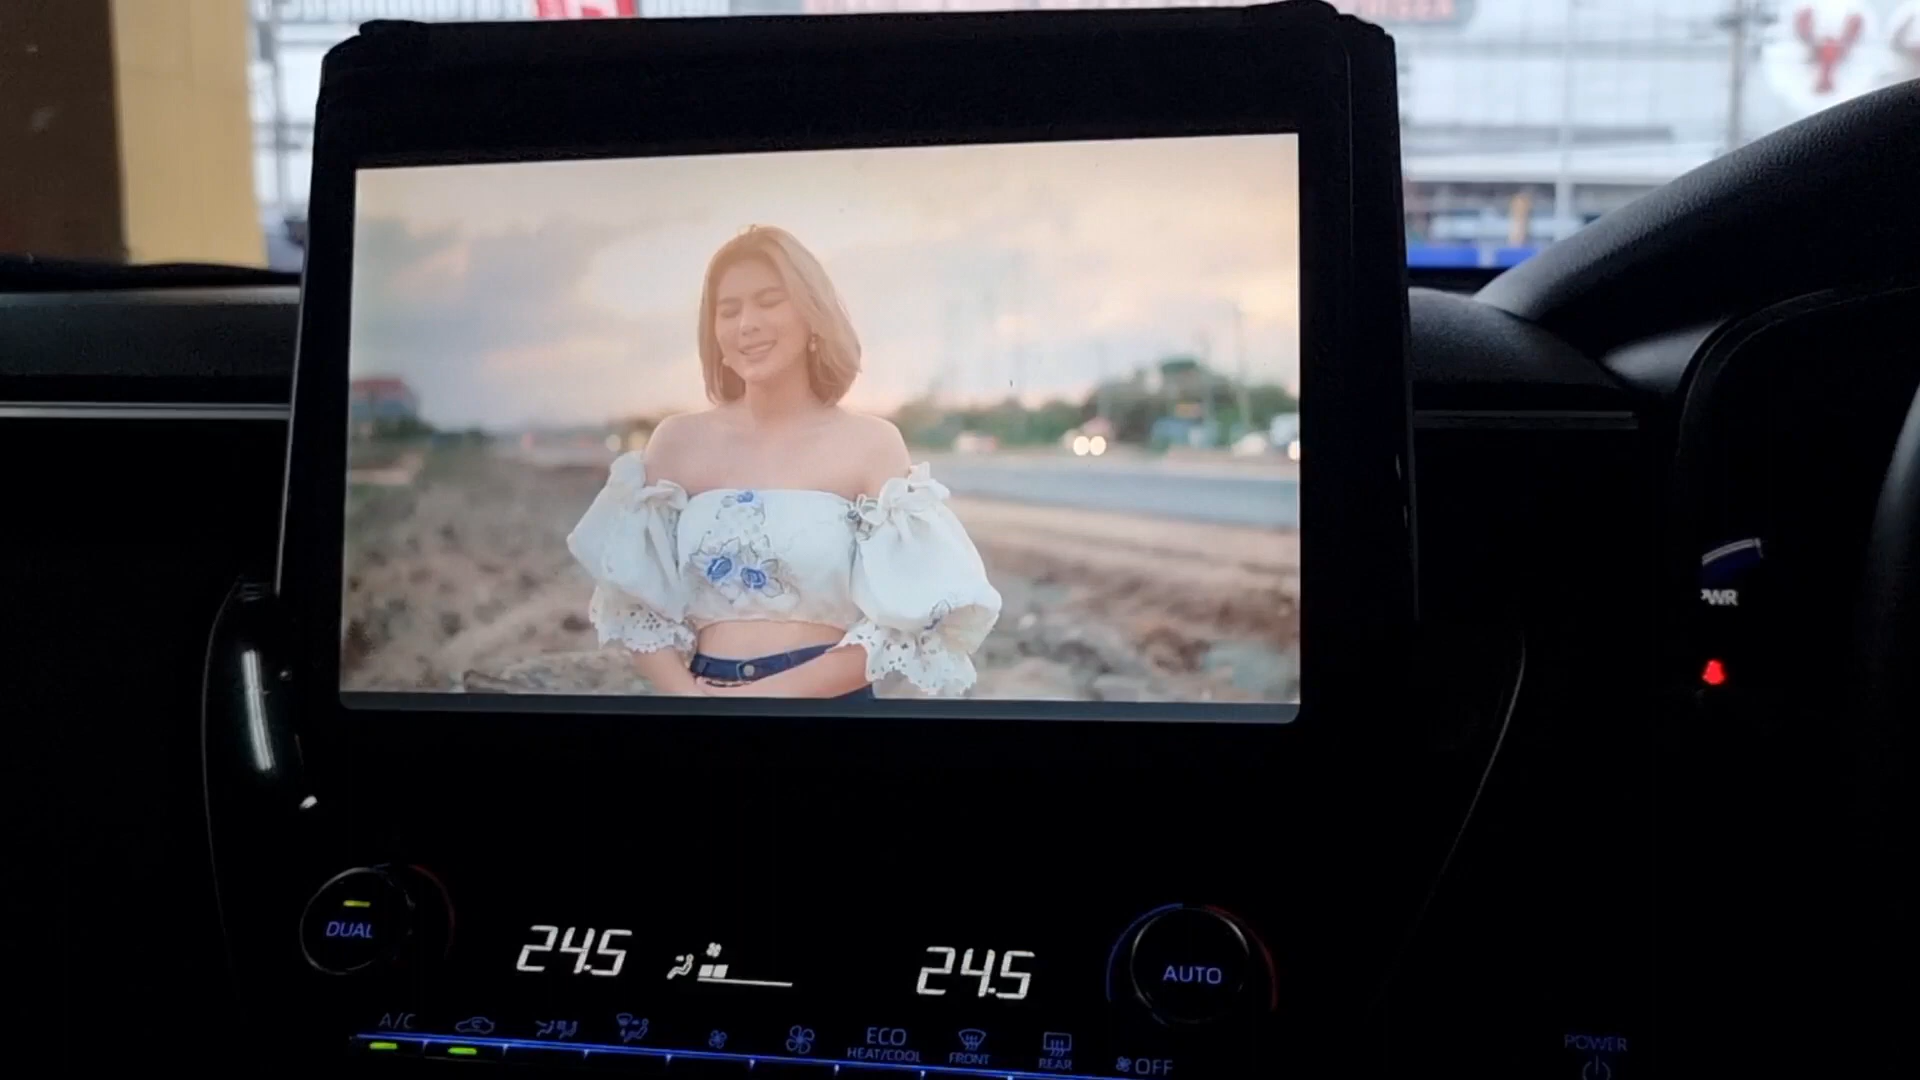 PWR
DUAL
24.5
24.5
AUTO
A/C
ECO
HEAT/COOL
FRONT
REAR
OFF
POWER